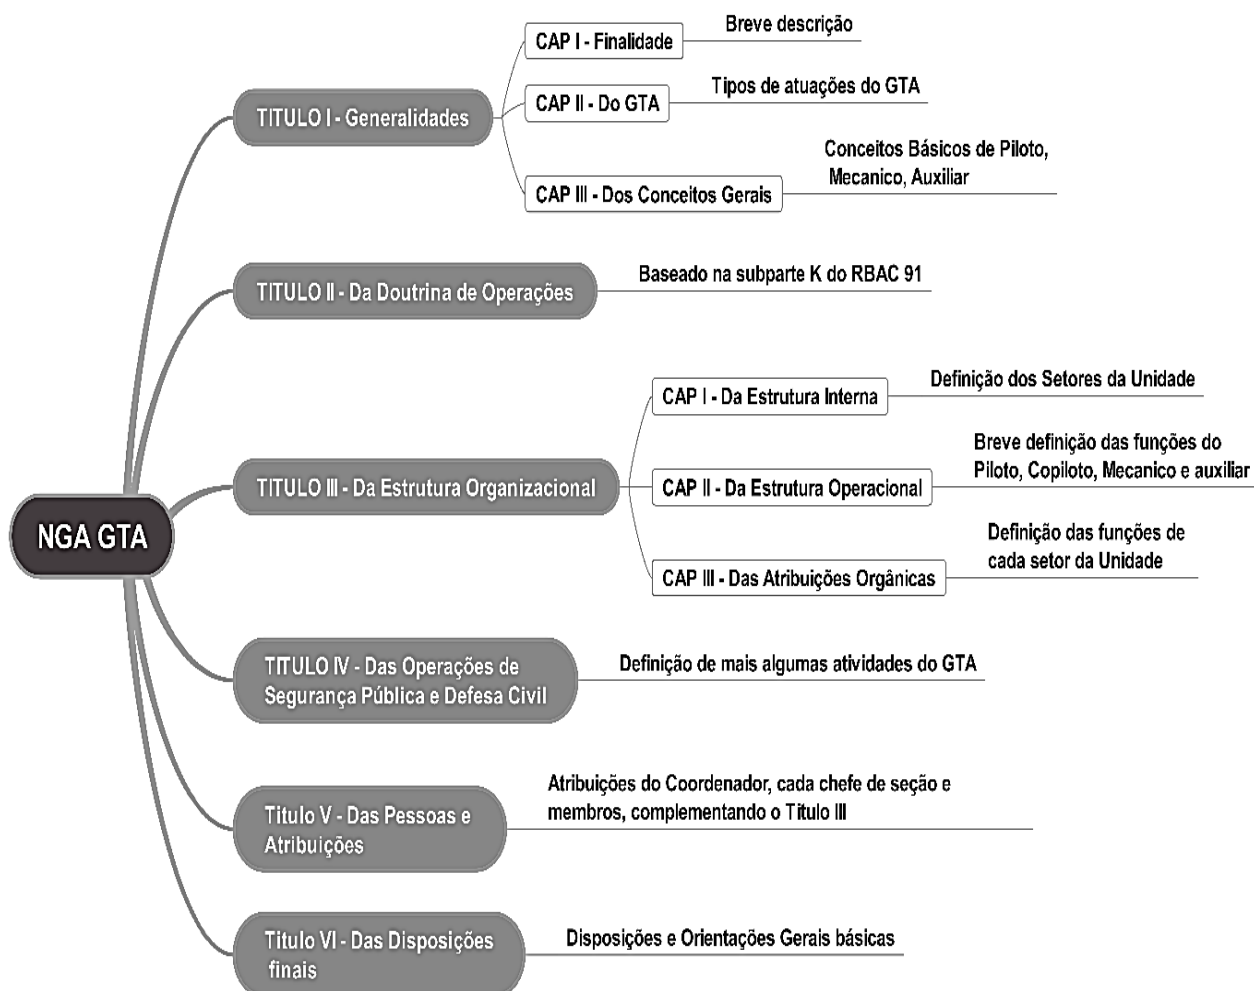 NGA GTA
TITULO I - Generalidades
CAP I - Finalidade
Breve descrição
CAP II - Do GTA
Tipos de atuações do GTA
CAP III - Dos Conceitos Gerais
Conceitos Básicos de Piloto,
Mecanico, Auxiliar
TITULO II - Da Doutrina de Operações
Baseado na subparte K do RBAC 91
TITULO III - Da Estrutura Organizacional
CAP I - Da Estrutura Interna
Definição dos Setores da Unidade
CAP II - Da Estrutura Operacional
Breve definição das funções do
Piloto, Copiloto, Mecanico e auxiliar
CAP III - Das Atribuições Orgânicas
Definição das funções de
cada setor da Unidade
TITULO IV - Das Operações de
Segurança Pública e Defesa Civil
Definição de mais algumas atividades do GTA
Titulo V - Das Pessoas e
Atribuições
Atribuições do Coordenador, cada chefe de seção e
membros, complementando o Titulo III
Titulo VI - Das Disposições
finais
Disposições e Orientações Gerais básicas